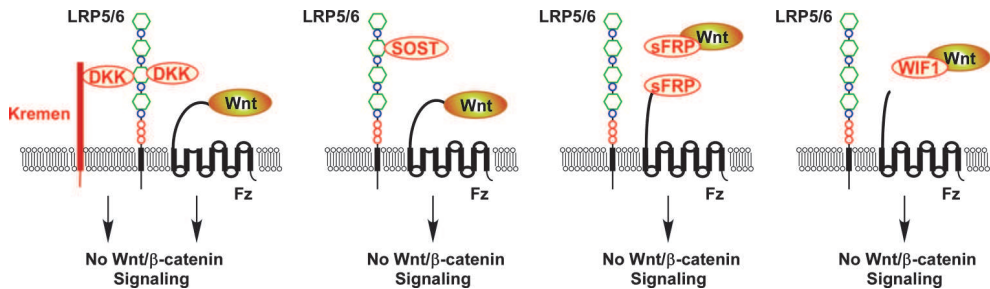 LRP5/6
DKK
DKK
Kremen
Wnt
Fz
No Wnt/β-catenin
Signaling
LRP5/6
SOST
Wnt
Fz
No Wnt/β-catenin
Signaling
LRP5/6
sFRP
Wnt
sFRP
Fz
No Wnt/β-catenin
Signaling
LRP5/6
WIF1
Wnt
Fz
No Wnt/β-catenin
Signaling